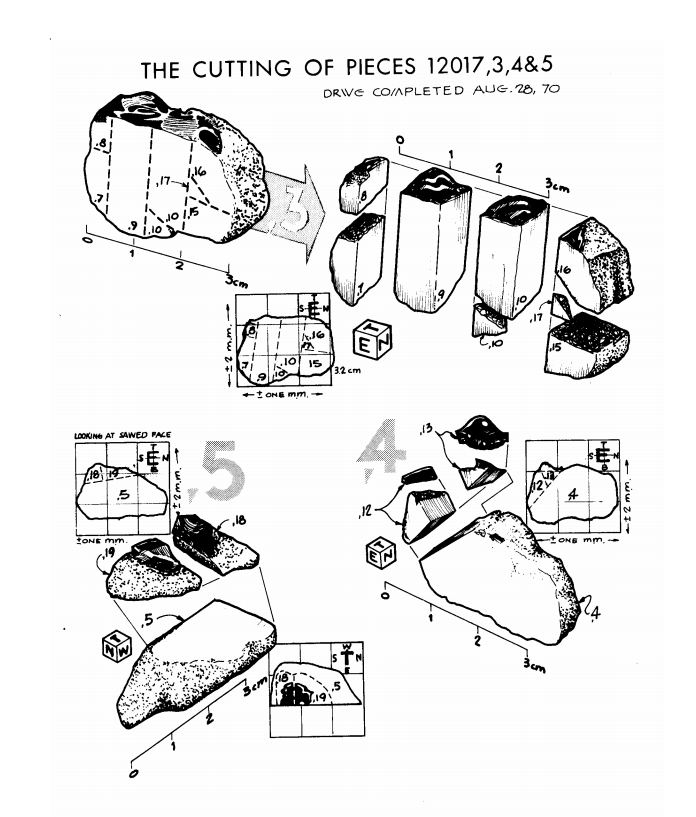 THE CUTTING OF PIECES 12017,3,4&5
DRWG COMPLETED AUG. 28, 70
,8
,7
,9
,10
,10
,17
,16
,15
0
1
2
3cm
,3
0
1
2
3cm
,8
,7
,9
,10
,10
,16
,17
,15
T
S E N
,8
,7
,9
,10
10
,16
17
15
± 2 m.m.
3.2 cm
± ONE mm.
T
E N
LOOKING AT SAWED FACE
T
S E N
B
,18
,19
,5
± 2 m.m.
± ONE mm.
,5
,18
,19
,5
T
N W
0
1
2
3cm
W
S T N
E
,18
,19
,5
,4
,13
,12
T
S E N
B
12
13
,4
± 2 m.m.
± ONE mm.
T
E N
,4
0
1
2
3cm